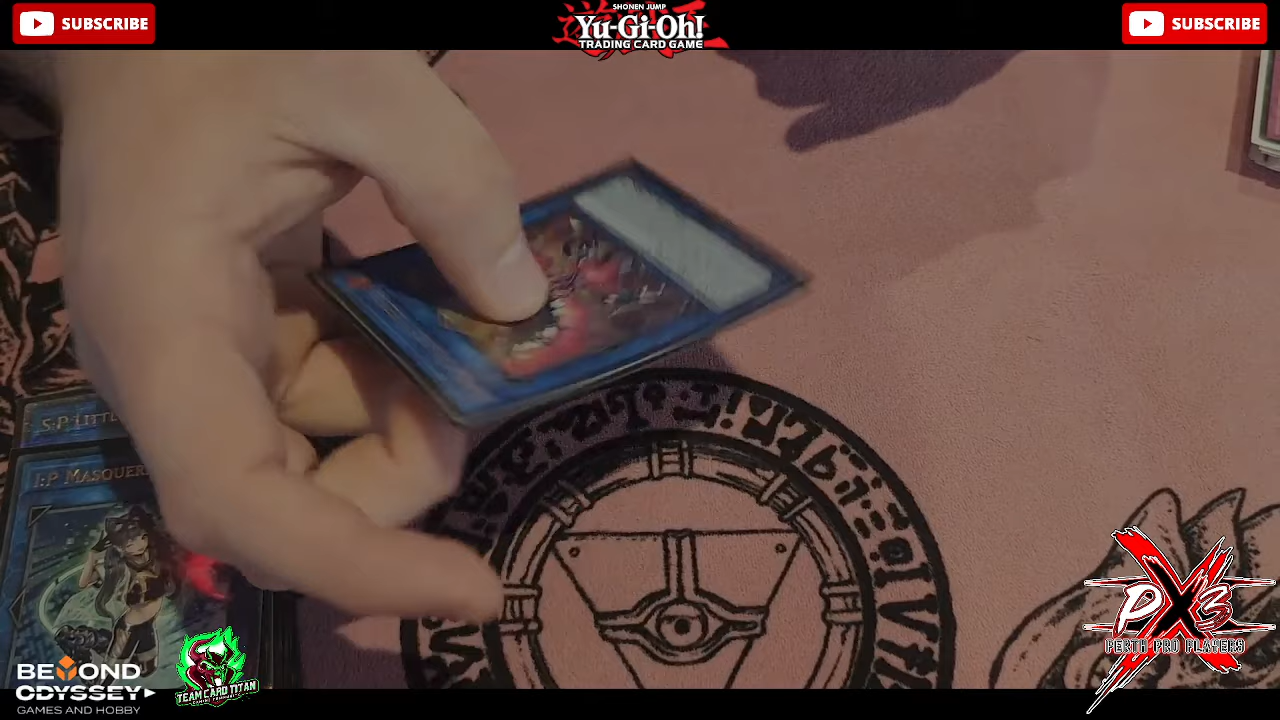 SUBSCRIBE
SHONEN JUMP
Yu-Gi-Oh!
TRADING CARD GAME
SUBSCRIBE
S:P LITTL
I:P MASQUER
BEYOND
ODYSSEY
GAMES AND HOBBY
TEAM CARD TITAN
PX3
PERTH PRO PLAYERS